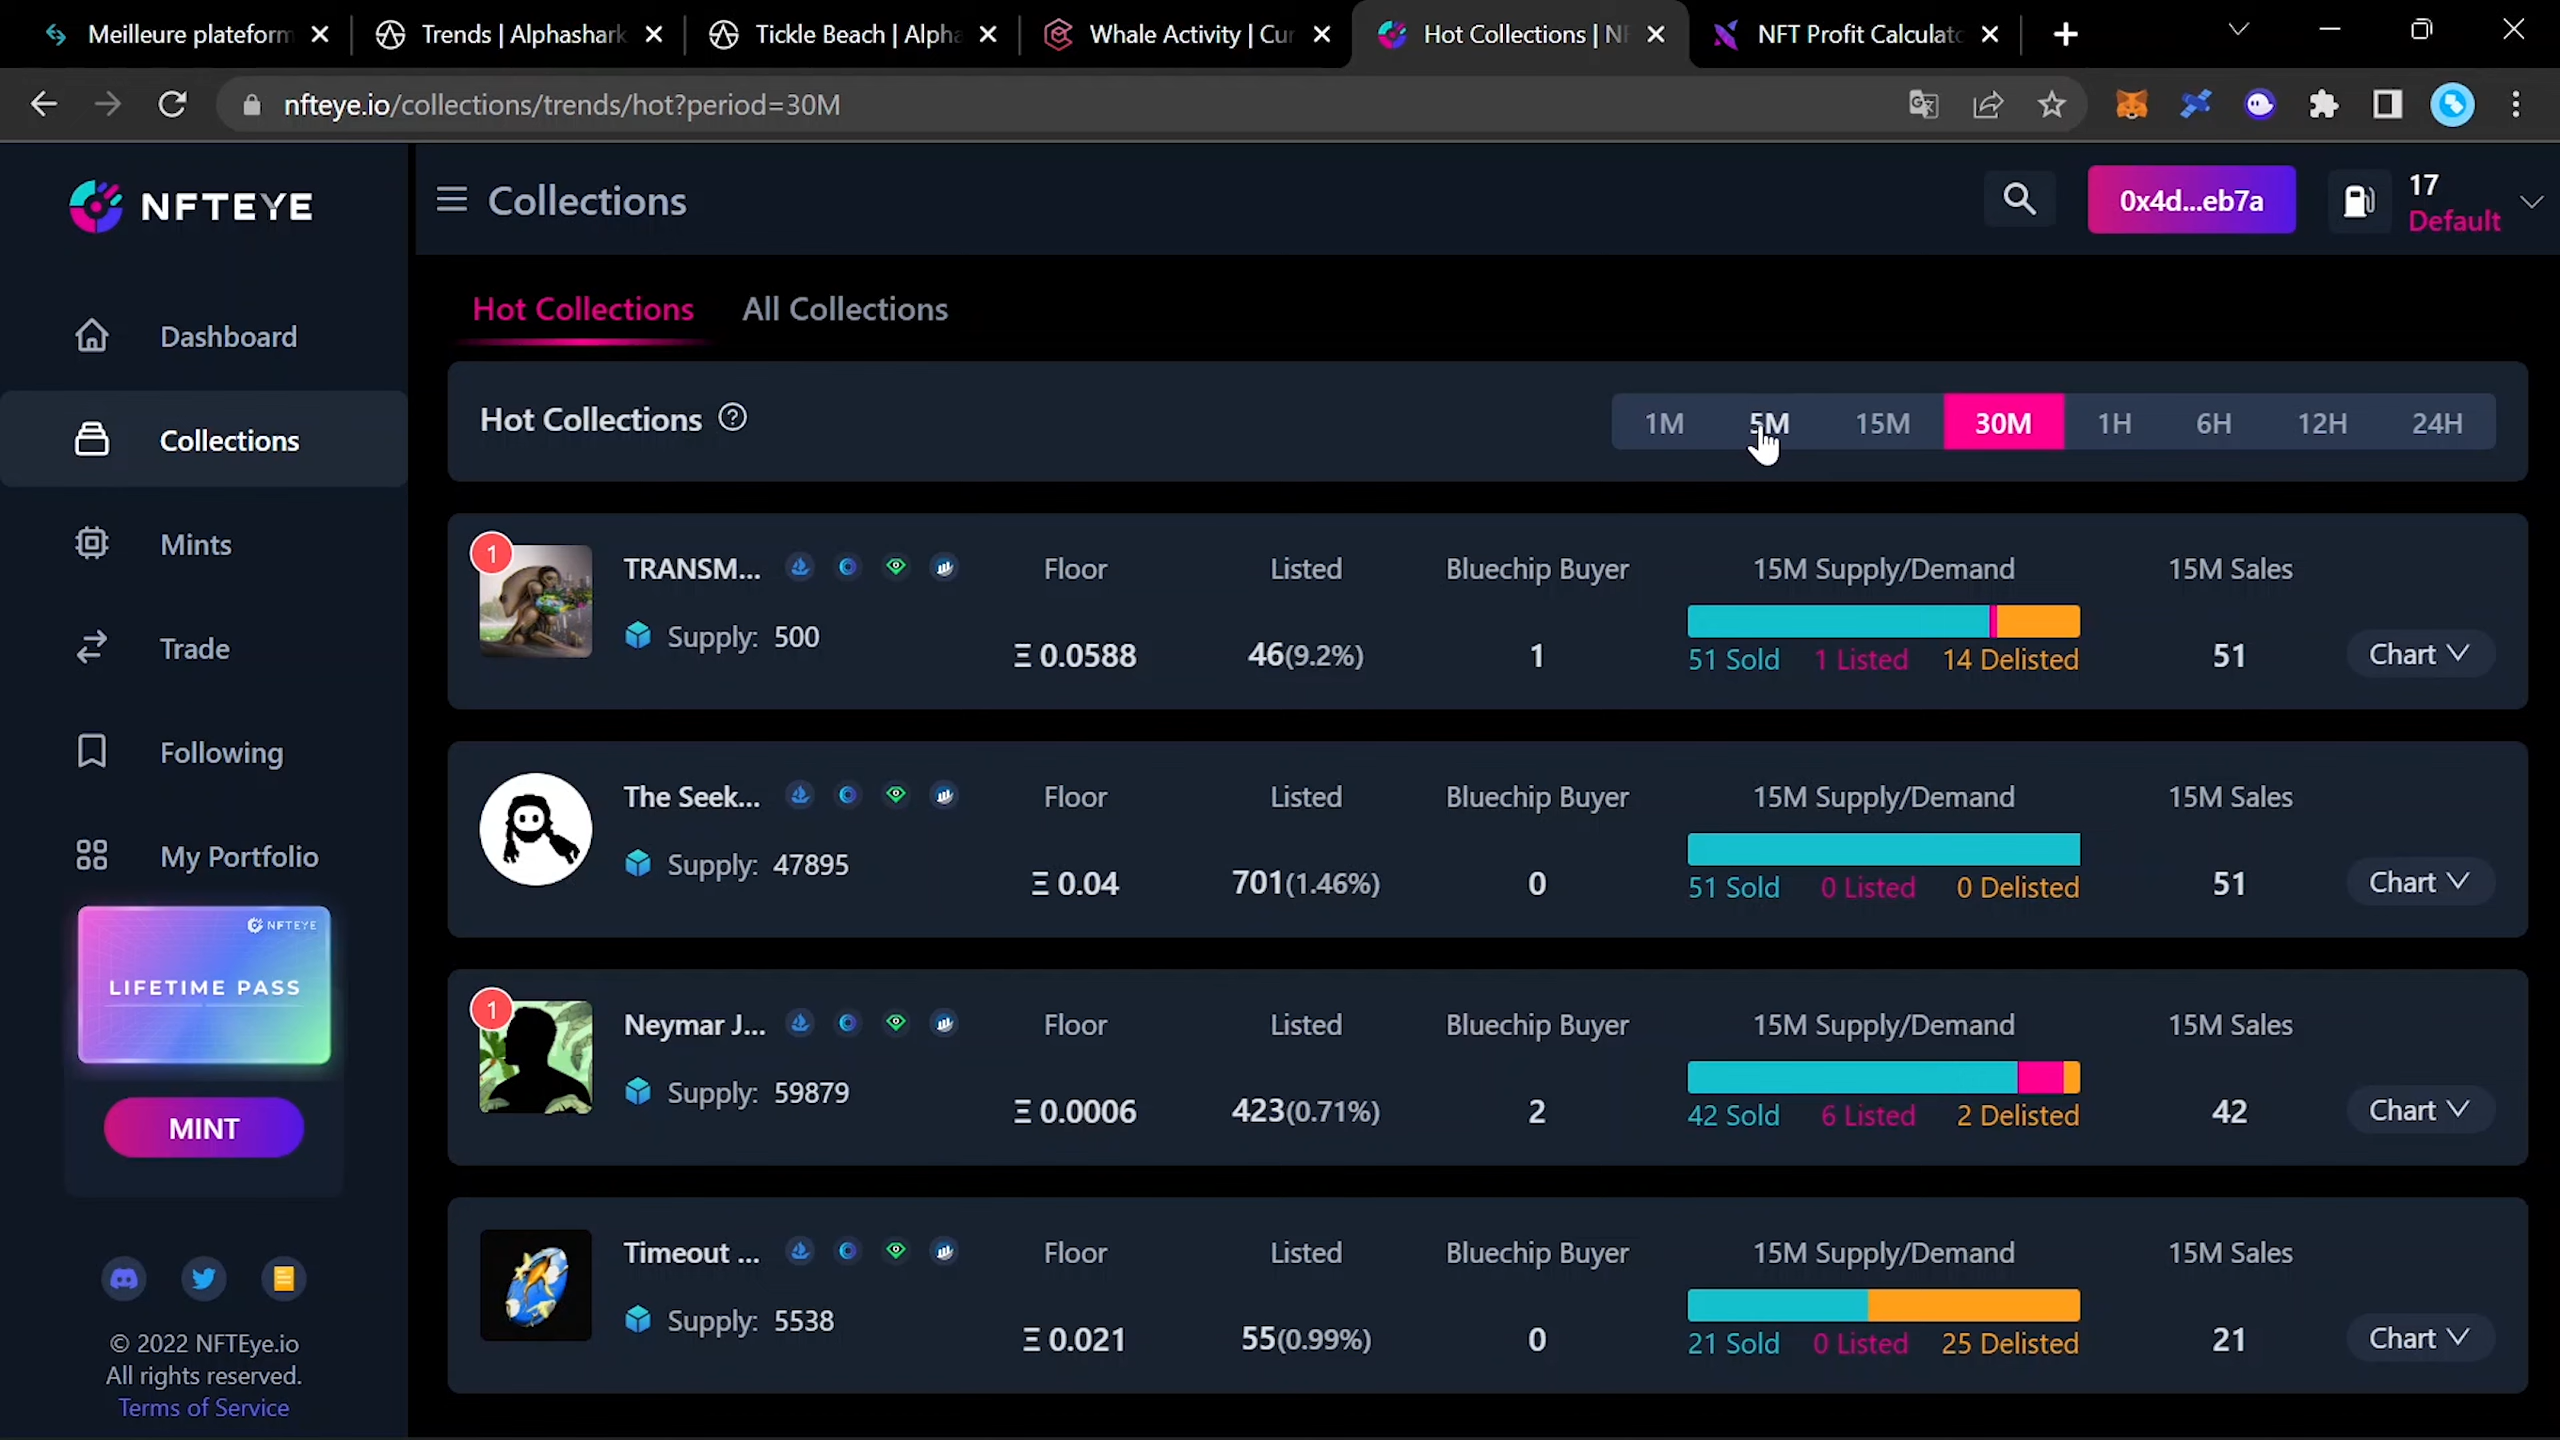 Meilleure plateform
Trends | Alphashark
Tickle Beach | Alpha
Whale Activity | Cur
Hot Collections | NF
NFT Profit Calculato
nfteye.io/collections/trends/hot?period=30M
NFTEYE
Collections
0x4d...eb7a
17
Default
Dashboard
Collections
Mints
Trade
Following
My Portfolio
NFTEYE
LIFETIME PASS
MINT
© 2022 NFTEye.io
All rights reserved.
Terms of Service
Hot Collections All Collections
Hot Collections ?
1M 5M 15M 30M 1H 6H 12H 24H
1
TRANSM... Floor Listed Bluechip Buyer 15M Supply/Demand 15M Sales
Supply: 500 Ξ 0.0588 46(9.2%) 1 51 Sold 1 Listed 14 Delisted 51 Chart
The Seek... Floor Listed Bluechip Buyer 15M Supply/Demand 15M Sales
Supply: 47895 Ξ 0.04 701(1.46%) 0 51 Sold 0 Listed 0 Delisted 51 Chart
1
Neymar J... Floor Listed Bluechip Buyer 15M Supply/Demand 15M Sales
Supply: 59879 Ξ 0.0006 423(0.71%) 2 42 Sold 6 Listed 2 Delisted 42 Chart
Timeout ... Floor Listed Bluechip Buyer 15M Supply/Demand 15M Sales
Supply: 5538 Ξ 0.021 55(0.99%) 0 21 Sold 0 Listed 25 Delisted 21 Chart